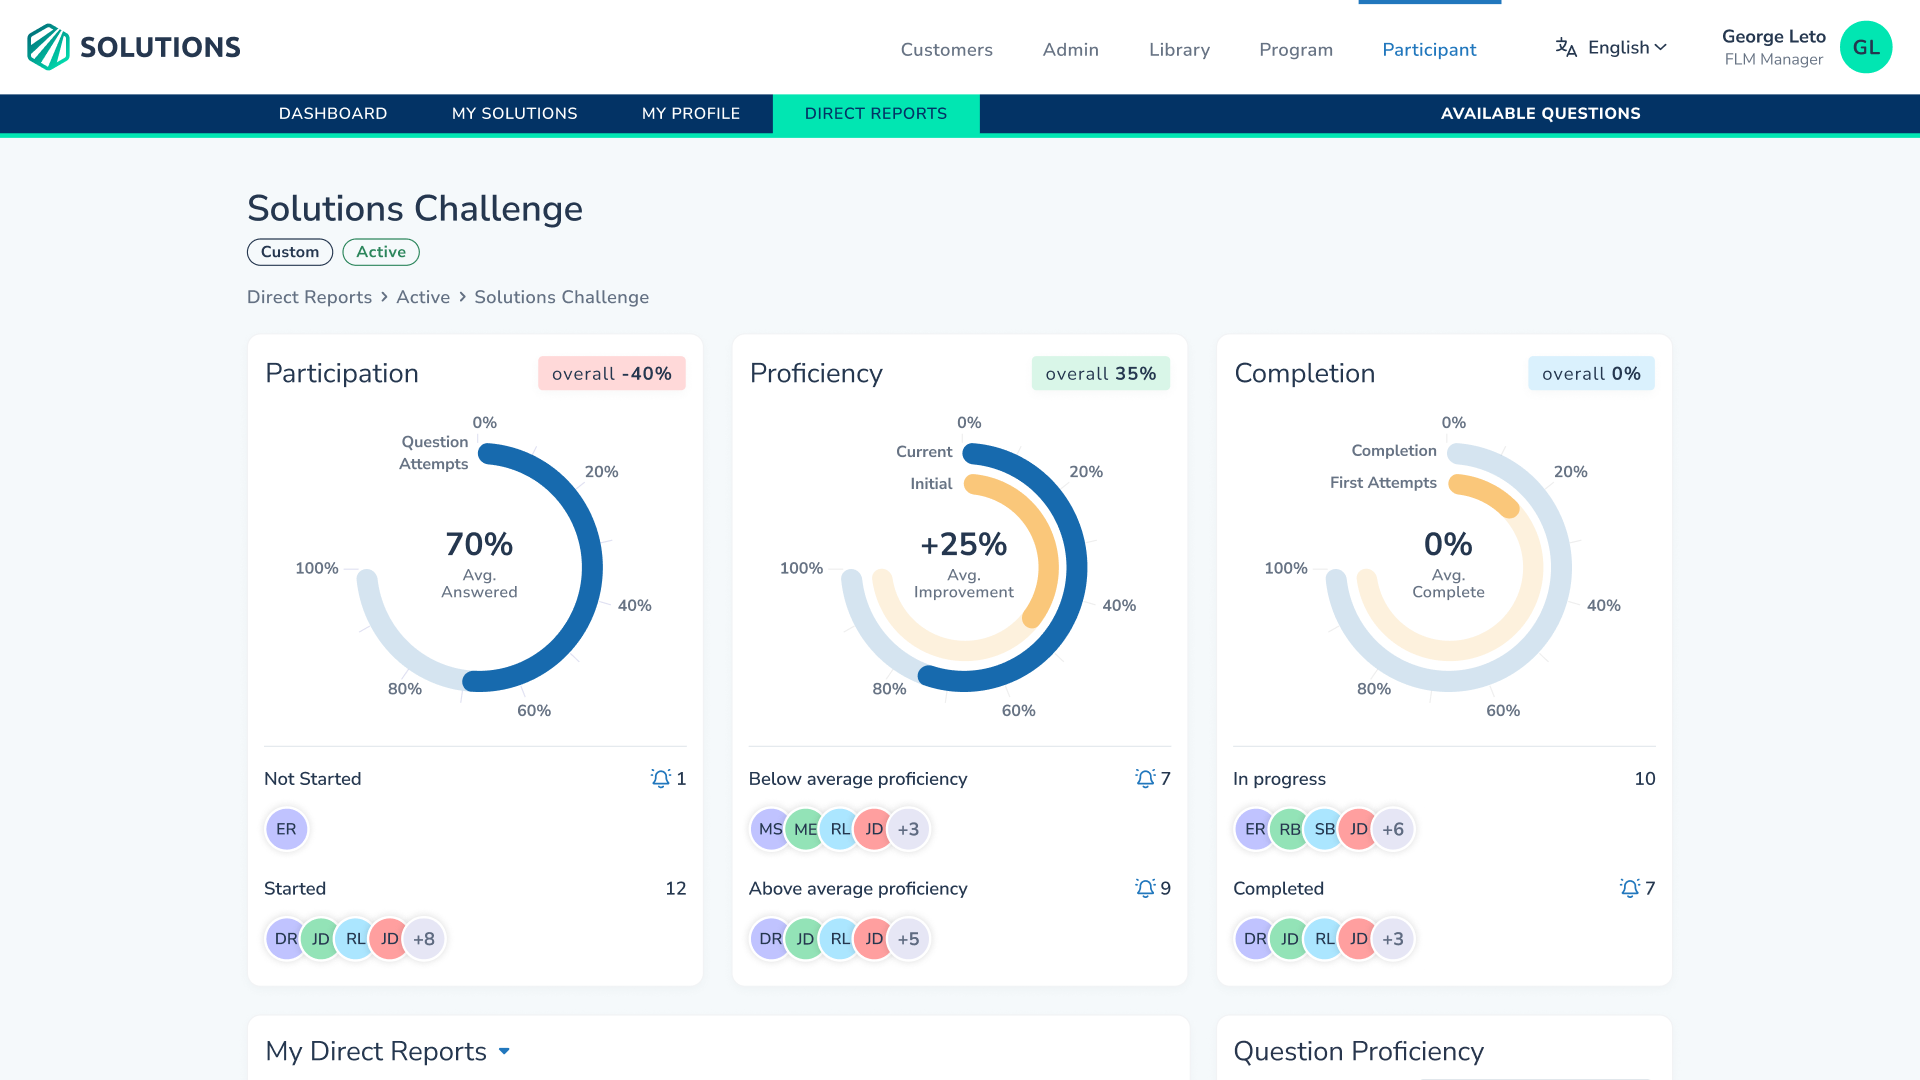 SOLUTIONS
Customers
Admin
Library
Program
Participant
English
George Leto
FLM Manager
GL
DASHBOARD
MY SOLUTIONS
MY PROFILE
DIRECT REPORTS
AVAILABLE QUESTIONS
Solutions Challenge
Custom
Active
Direct Reports > Active > Solutions Challenge
Participation
overall -40%
0%
Question
Attempts
20%
70%
Avg.
Answered
100%
40%
80%
60%
Not Started
1
ER
Started
12
DR
JD
RL
JD
+8
Proficiency
overall 35%
0%
Current
20%
Initial
+25%
Avg.
Improvement
100%
40%
80%
60%
Below average proficiency
7
MS
ME
RL
JD
+3
Above average proficiency
9
DR
JD
RL
JD
+5
Completion
overall 0%
0%
Completion
20%
First Attempts
0%
Avg.
Complete
100%
40%
80%
60%
In progress
10
ER
RB
SB
JD
+6
Completed
7
DR
JD
RL
JD
+3
My Direct Reports
Question Proficiency